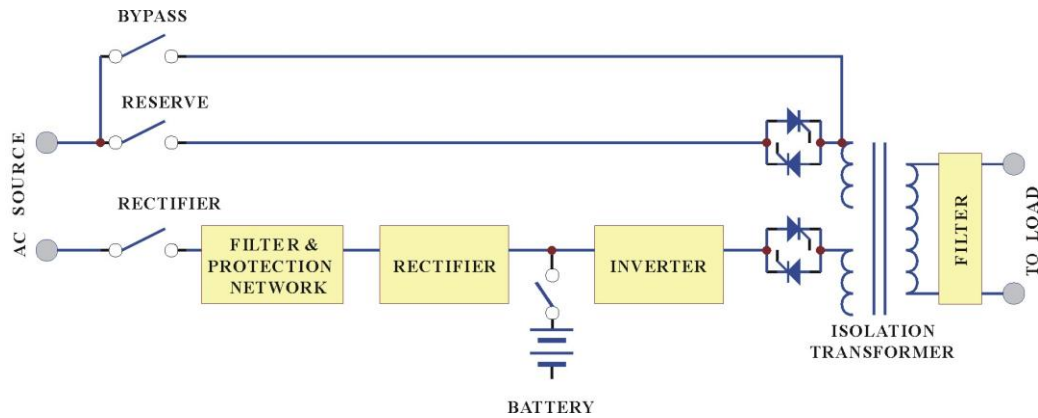 BYPASS
RESERVE
AC SOURCE
RECTIFIER
FILTER &
PROTECTION
NETWORK
RECTIFIER
INVERTER
FILTER
TO LOAD
ISOLATION
TRANSFORMER
BATTERY